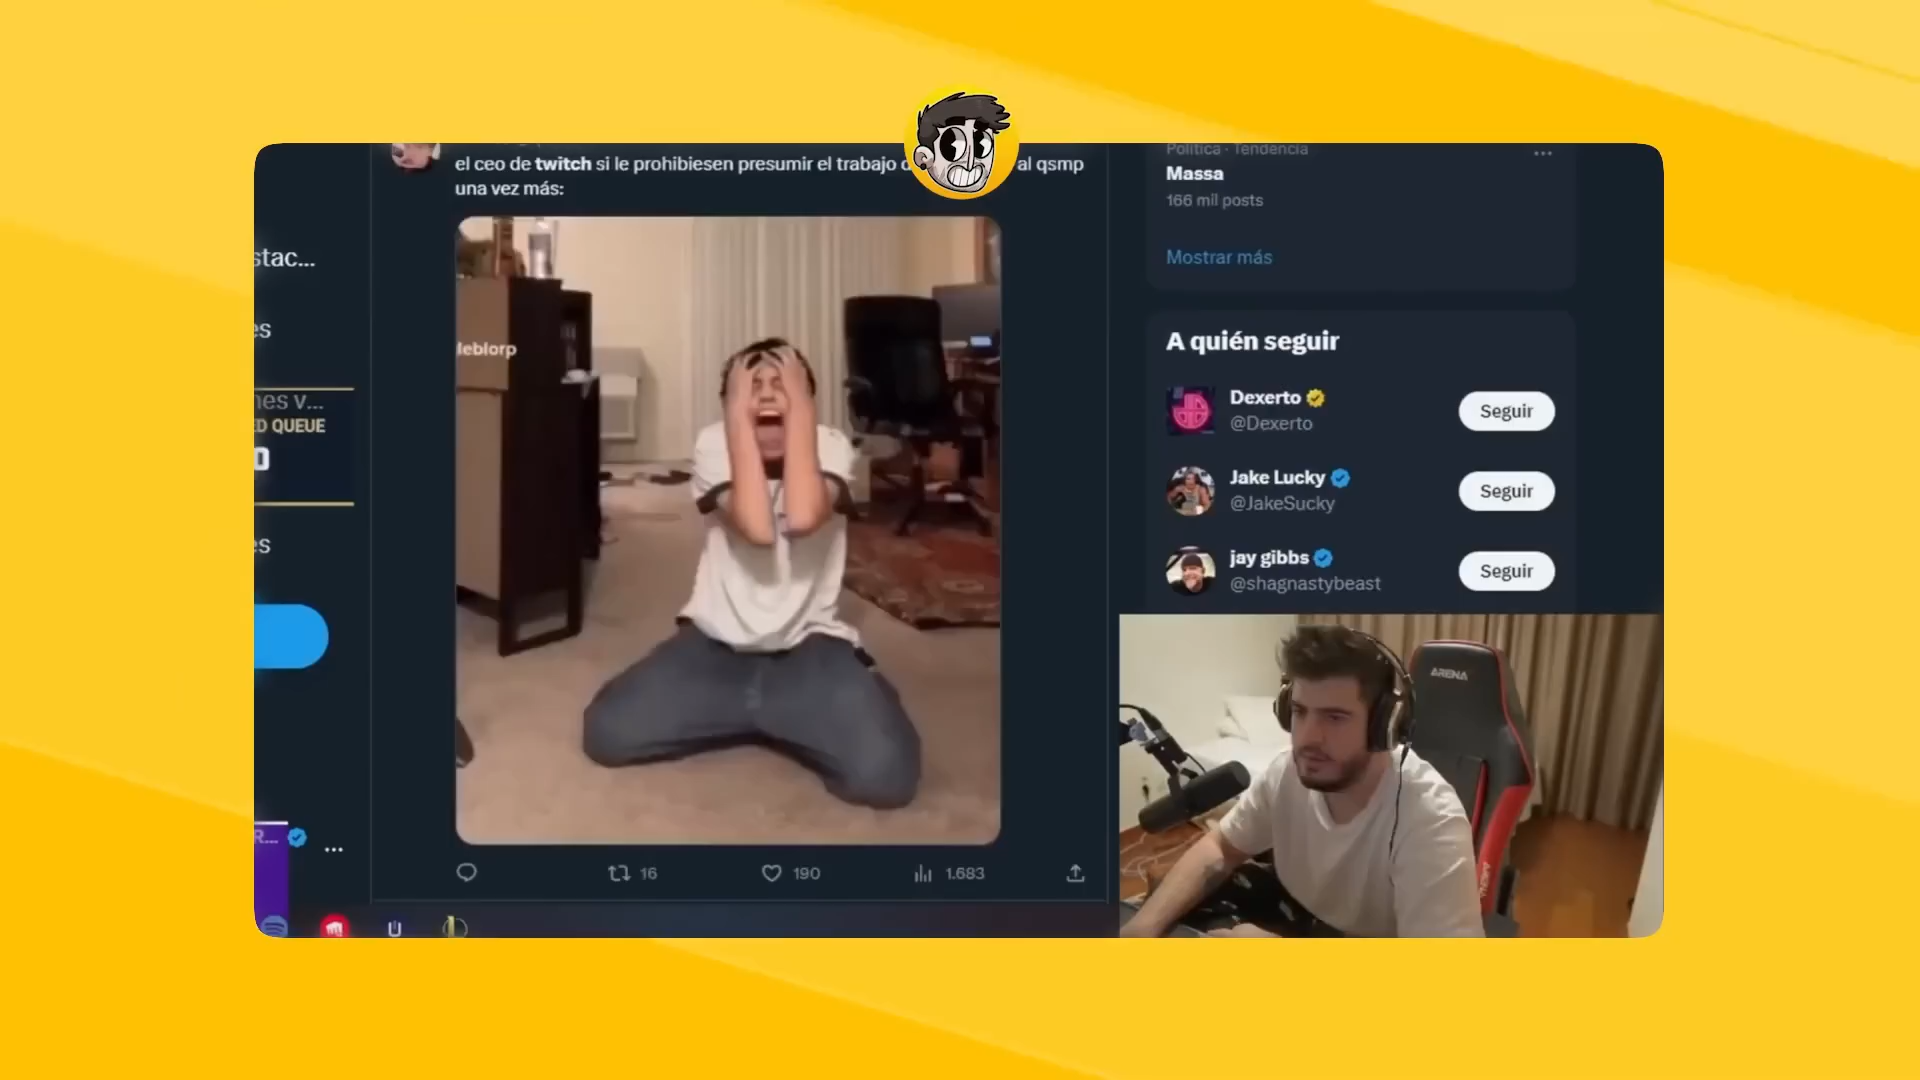 el ceo de twitch si le prohibiesen presumir el trabajo al qsmp
una vez más:
leblorp
stac...
es
nes v...
ED QUEUE
0
es
R...
16
190
1.683
Política · Tendencia
Massa
166 mil posts
Mostrar más
A quién seguir
Dexerto
@Dexerto
Seguir
Jake Lucky
@JakeSucky
Seguir
jay gibbs
@shagnastybeast
Seguir
ARENA